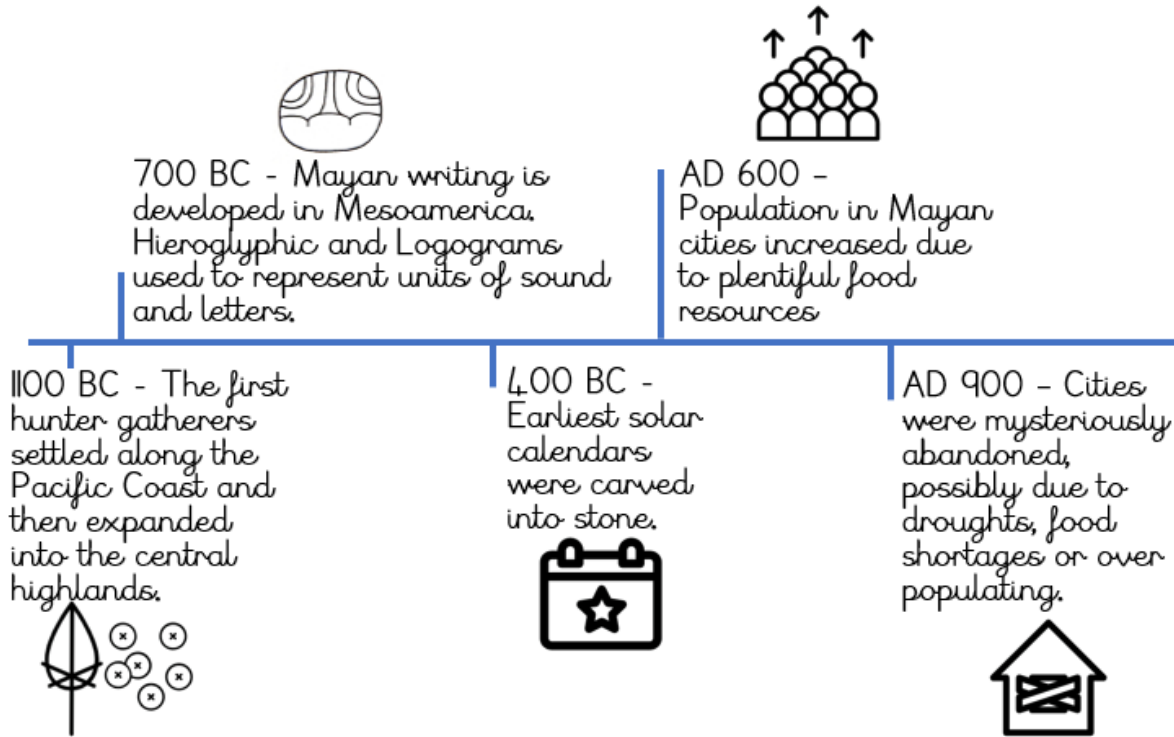 700 BC - Mayan writing is
developed in Mesoamerica.
Hieroglyphic and Logograms
used to represent units of sound
and letters.
AD 600 –
Population in Mayan
cities increased due
to plentiful food
resources
1100 BC - The first
hunter gatherers
settled along the
Pacific Coast and
then expanded
into the central
highlands.
400 BC -
Earliest solar
calendars
were carved
into stone.
AD 900 – Cities
were mysteriously
abandoned,
possibly due to
droughts, food
shortages or over
populating.